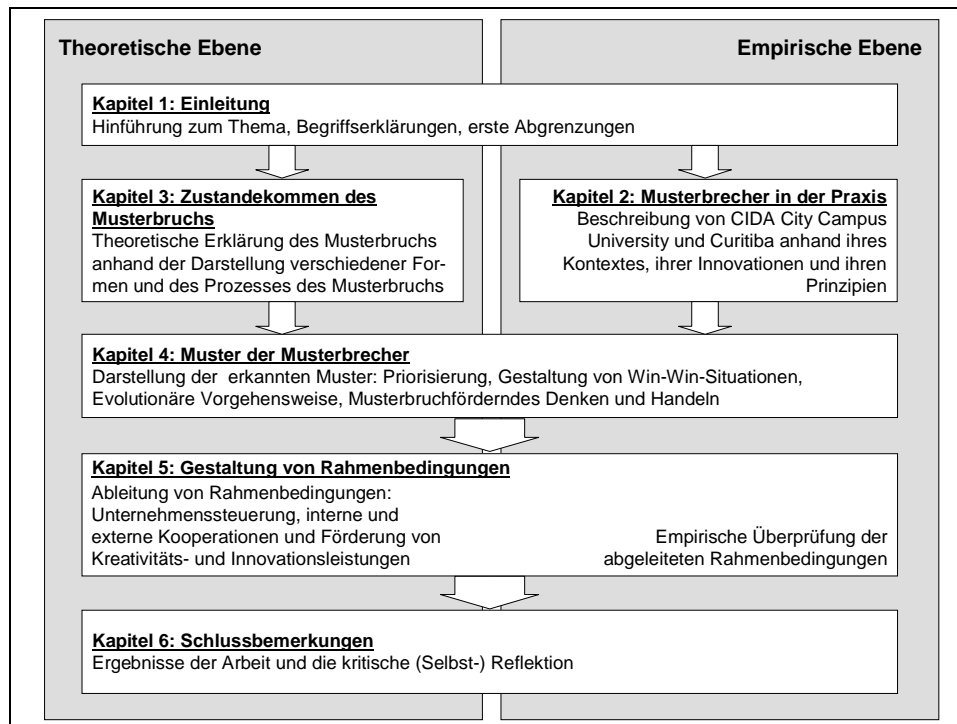 Theoretische Ebene
Empirische Ebene
Kapitel 1: Einleitung
Hinführung zum Thema, Begriffserklärungen, erste Abgrenzungen
Kapitel 3: Zustandekommen des
Musterbruchs
Theoretische Erklärung des Musterbruchs
anhand der Darstellung verschiedener For-
men und des Prozesses des Musterbruchs
Kapitel 2: Musterbrecher in der Praxis
Beschreibung von CIDA City Campus
University und Curitiba anhand ihres
Kontextes, ihrer Innovationen und ihren
Prinzipien
Kapitel 4: Muster der Musterbrecher
Darstellung der erkannten Muster: Priorisierung, Gestaltung von Win-Win-Situationen,
Evolutionäre Vorgehensweise, Musterbruchförderndes Denken und Handeln
Kapitel 5: Gestaltung von Rahmenbedingungen
Ableitung von Rahmenbedingungen:
Unternehmenssteuerung, interne und
externe Kooperationen und Förderung von
Kreativitäts- und Innovationsleistungen
Empirische Überprüfung der
abgeleiteten Rahmenbedingungen
Kapitel 6: Schlussbemerkungen
Ergebnisse der Arbeit und die kritische (Selbst-) Reflektion